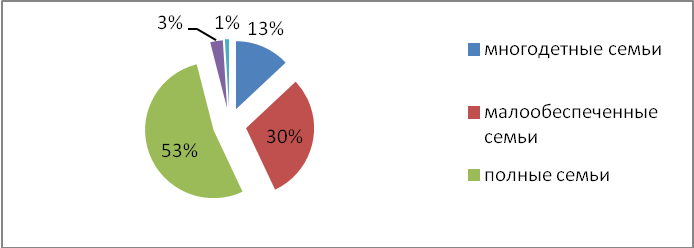 3%
1%
13%
30%
53%
многодетные семьи
малообеспеченные
семьи
полные семьи